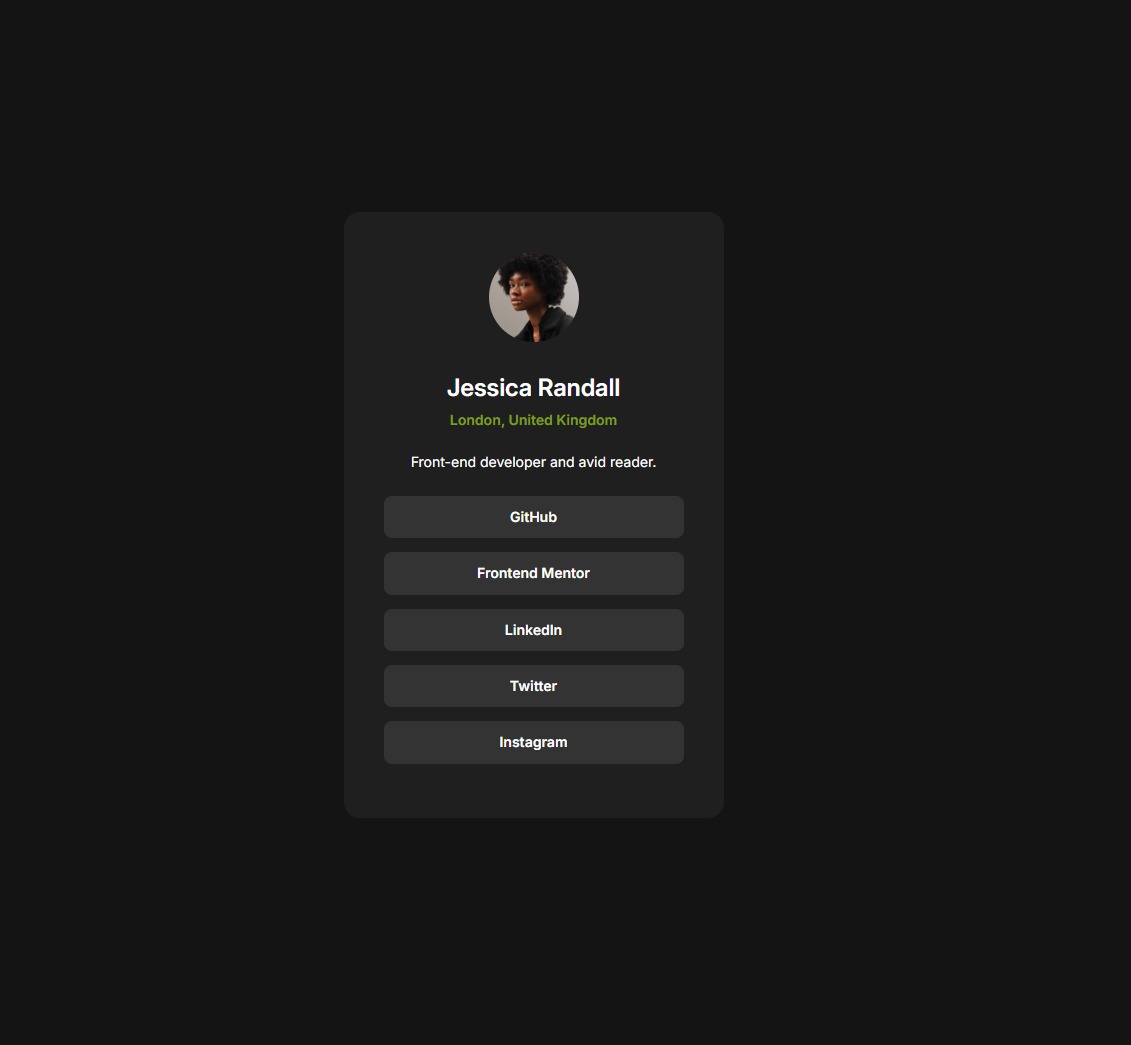 Jessica Randall
London, United Kingdom
Front-end developer and avid reader.
GitHub
Frontend Mentor
LinkedIn
Twitter
Instagram